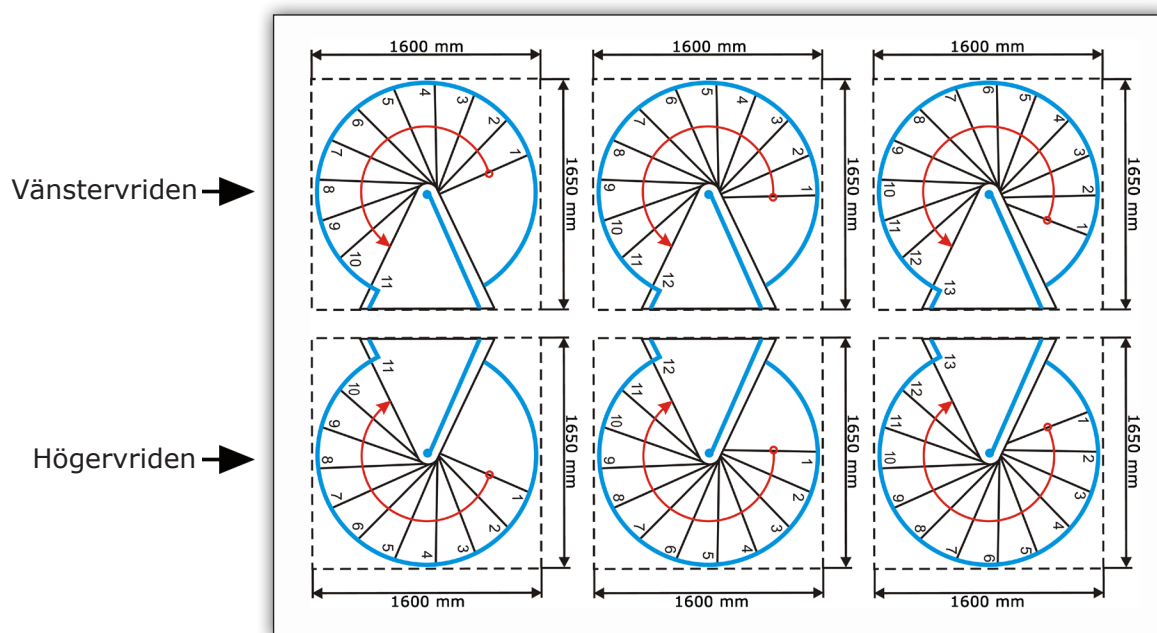 1600 mm 1600 mm 1600 mm
1 2 3 4 5 6 7 8 9 10 11
1650 mm
1 2 3 4 5 6 7 8 9 10 11 12
1650 mm
1 2 3 4 5 6 7 8 9 10 11 12 13
1650 mm
Vänstervriden
1 2 3 4 5 6 7 8 9 10 11
1650 mm
1 2 3 4 5 6 7 8 9 10 11 12
1650 mm
1 2 3 4 5 6 7 8 9 10 11 12 13
1650 mm
Högervriden
1600 mm 1600 mm 1600 mm